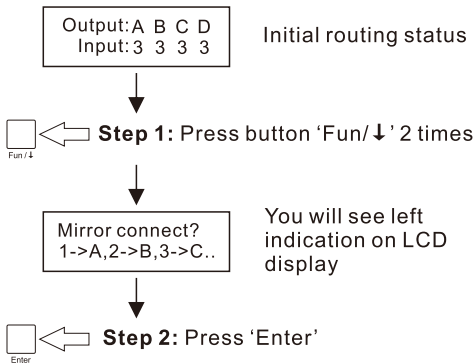 Output: A B C D
Input: 3 3 3 3
Initial routing status
Step 1: Press button ‘Fun/↓’ 2 times
Fun/↓
Mirror connect?
1->A,2->B,3->C..
You will see left
indication on LCD
display
Step 2: Press ‘Enter’
Enter